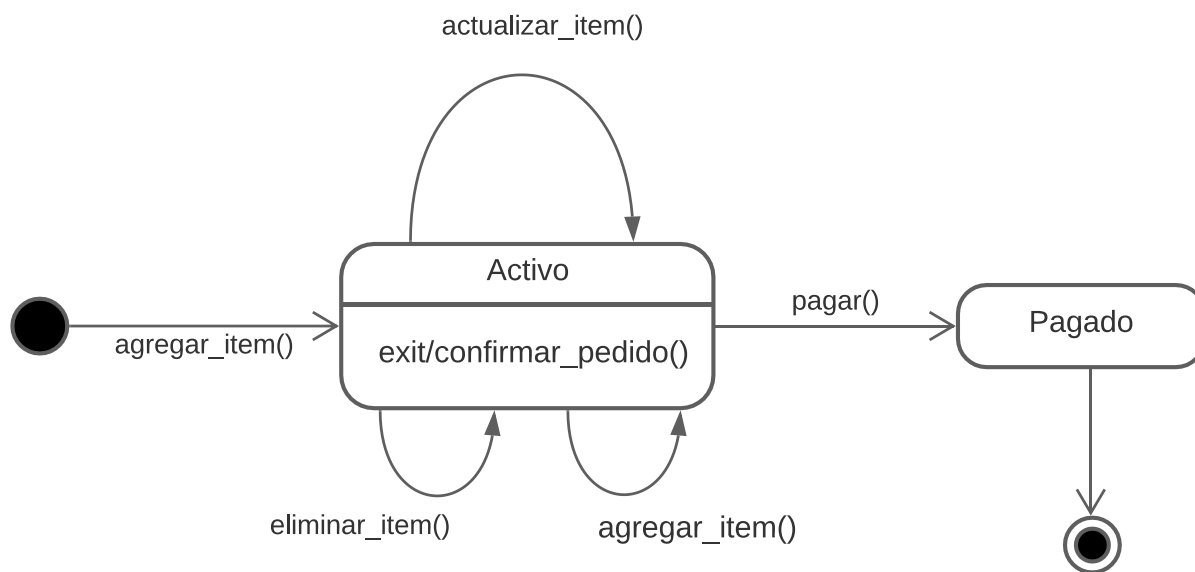 actualizar_item()
Activo
agregar_item()
exit/confirmar_pedido()
pagar()
Pagado
eliminar_item()
agregar_item()